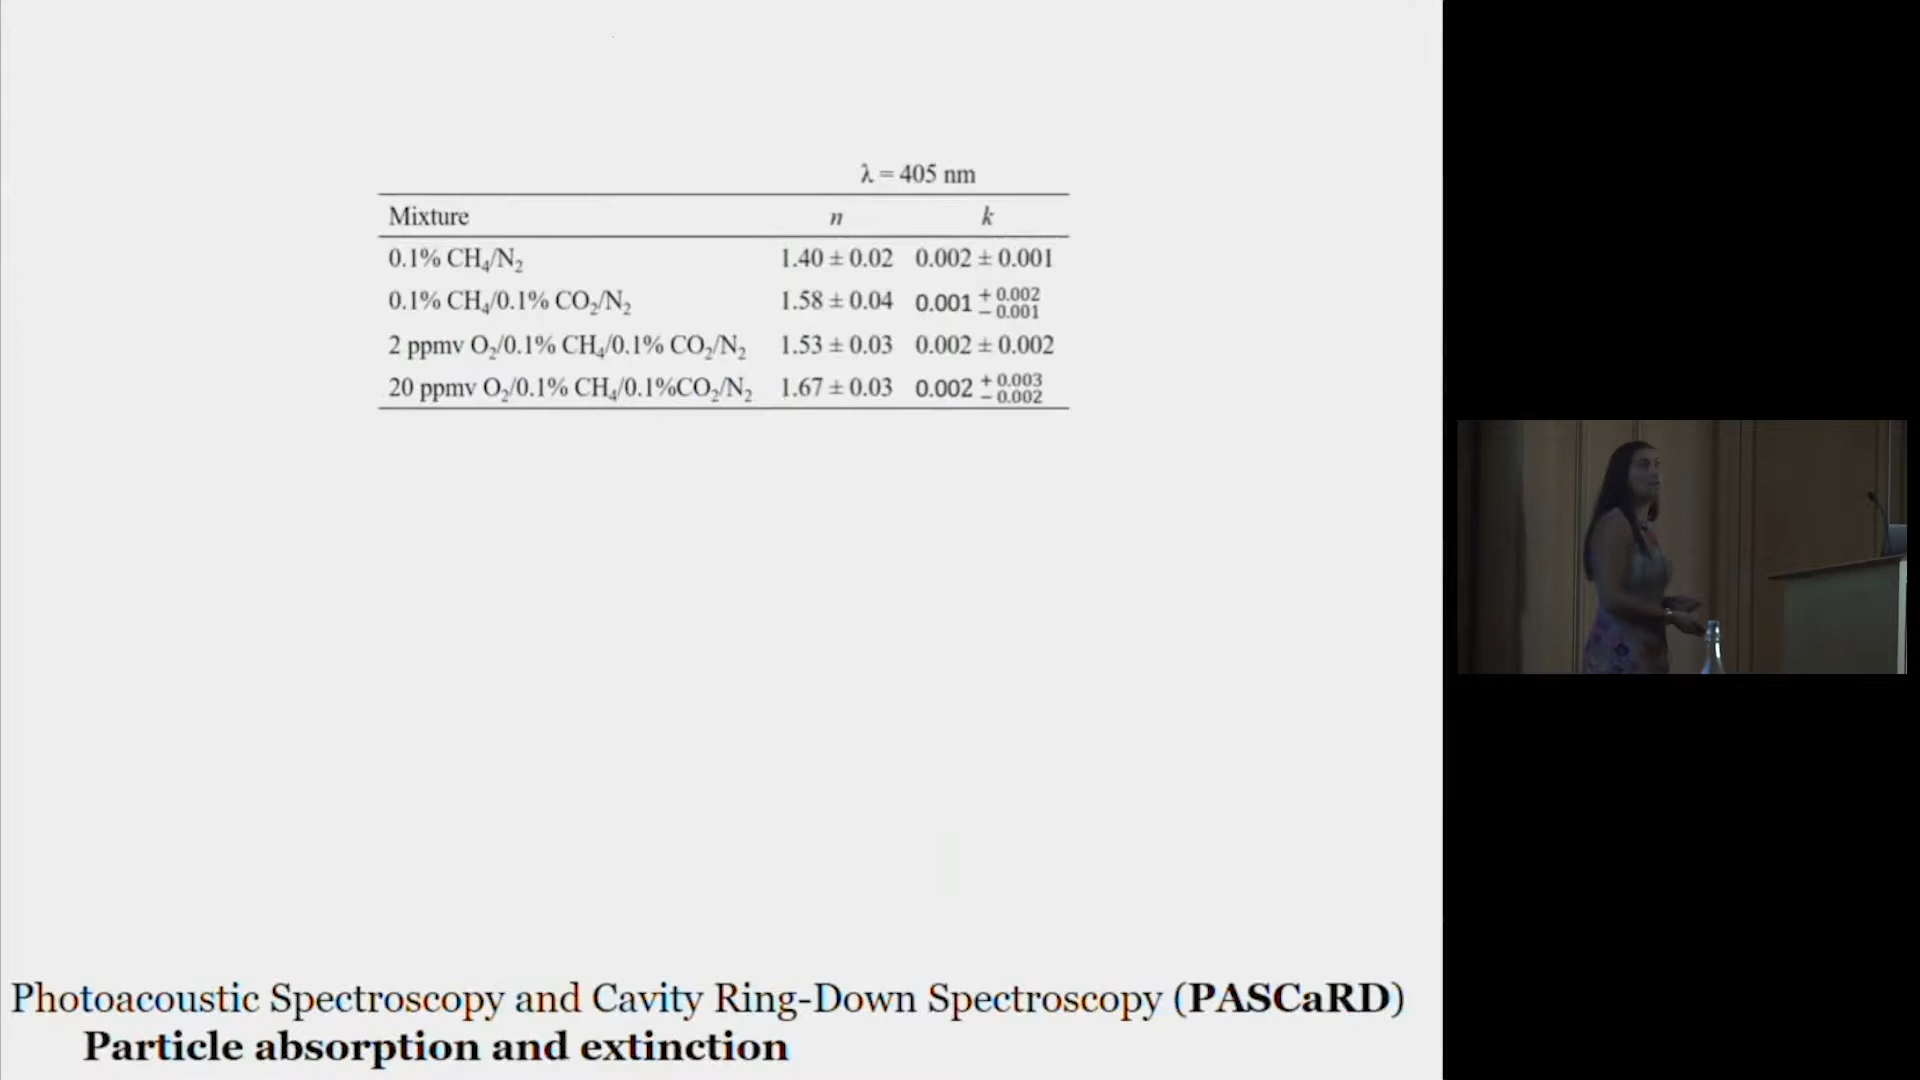 λ = 405 nm
Mixture n k
0.1% CH₄/N₂ 1.40 ± 0.02 0.002 ± 0.001
0.1% CH₄/0.1% CO₂/N₂ 1.58 ± 0.04 0.001 + 0.002 − 0.001
2 ppmv O₂/0.1% CH₄/0.1% CO₂/N₂ 1.53 ± 0.03 0.002 ± 0.002
20 ppmv O₂/0.1% CH₄/0.1%CO₂/N₂ 1.67 ± 0.03 0.002 + 0.003 − 0.002
Photoacoustic Spectroscopy and Cavity Ring-Down Spectroscopy (PASCaRD)
Particle absorption and extinction